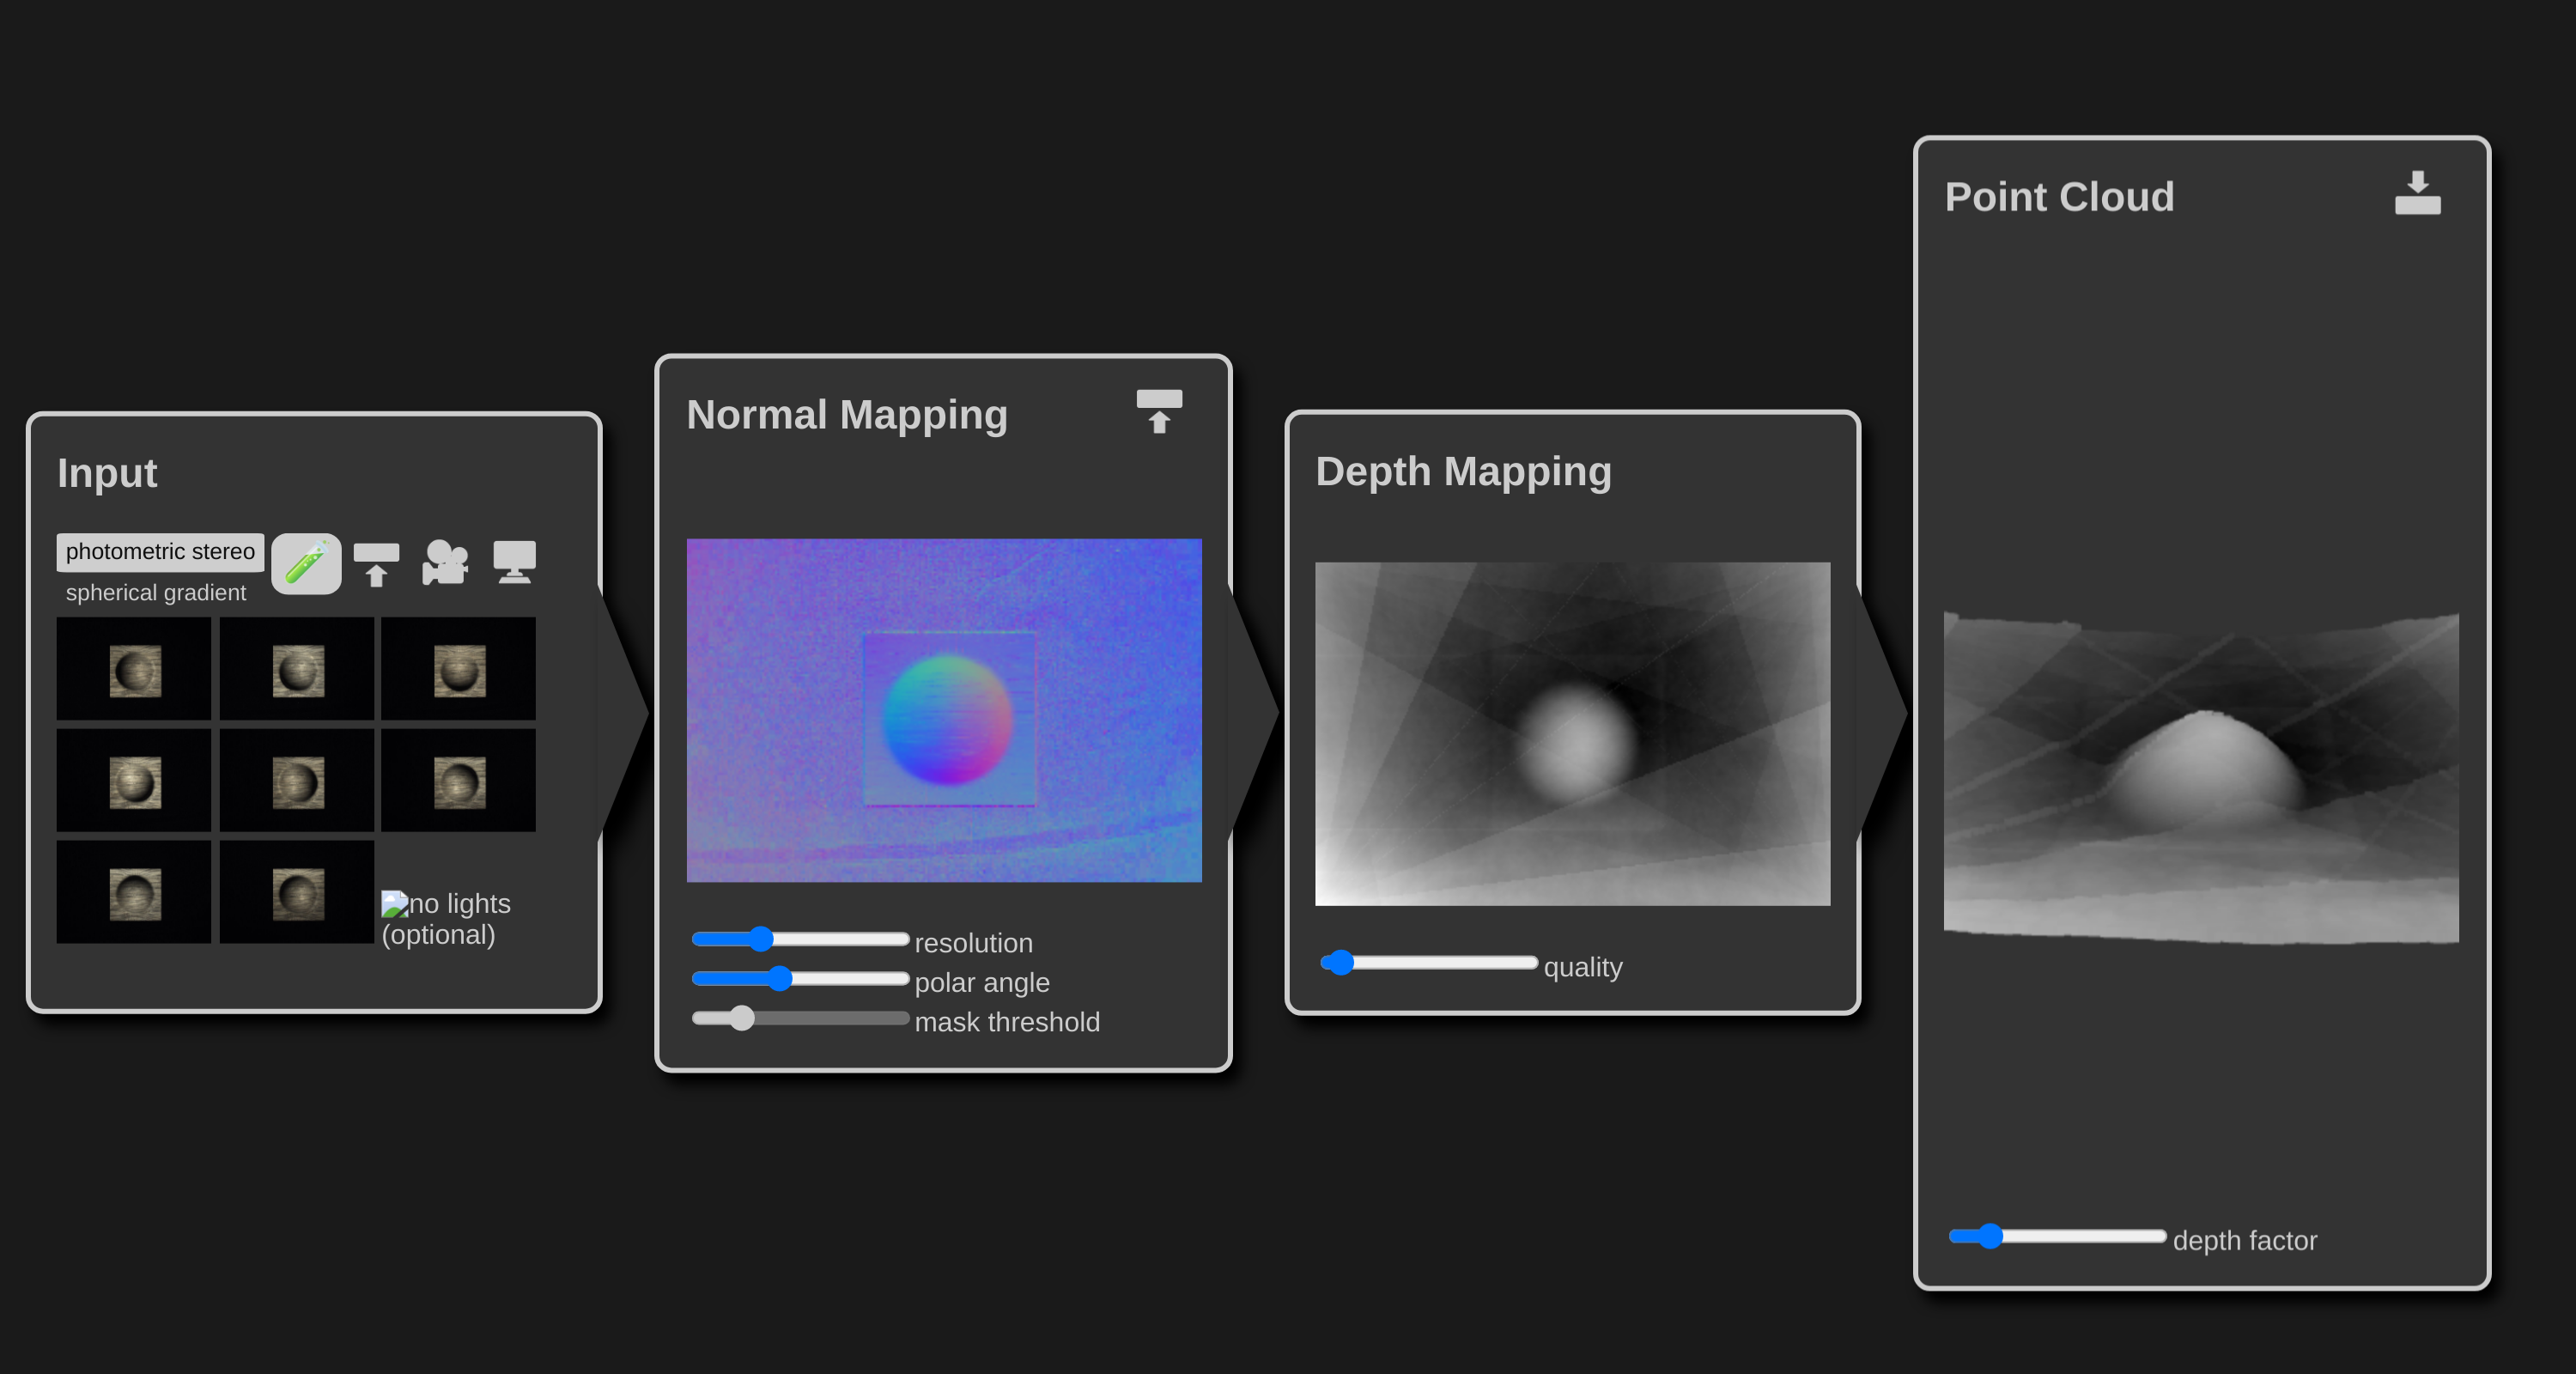 Input
photometric stereo
spherical gradient
no lights
(optional)
Normal Mapping
resolution
polar angle
mask threshold
Depth Mapping
quality
Point Cloud
depth factor